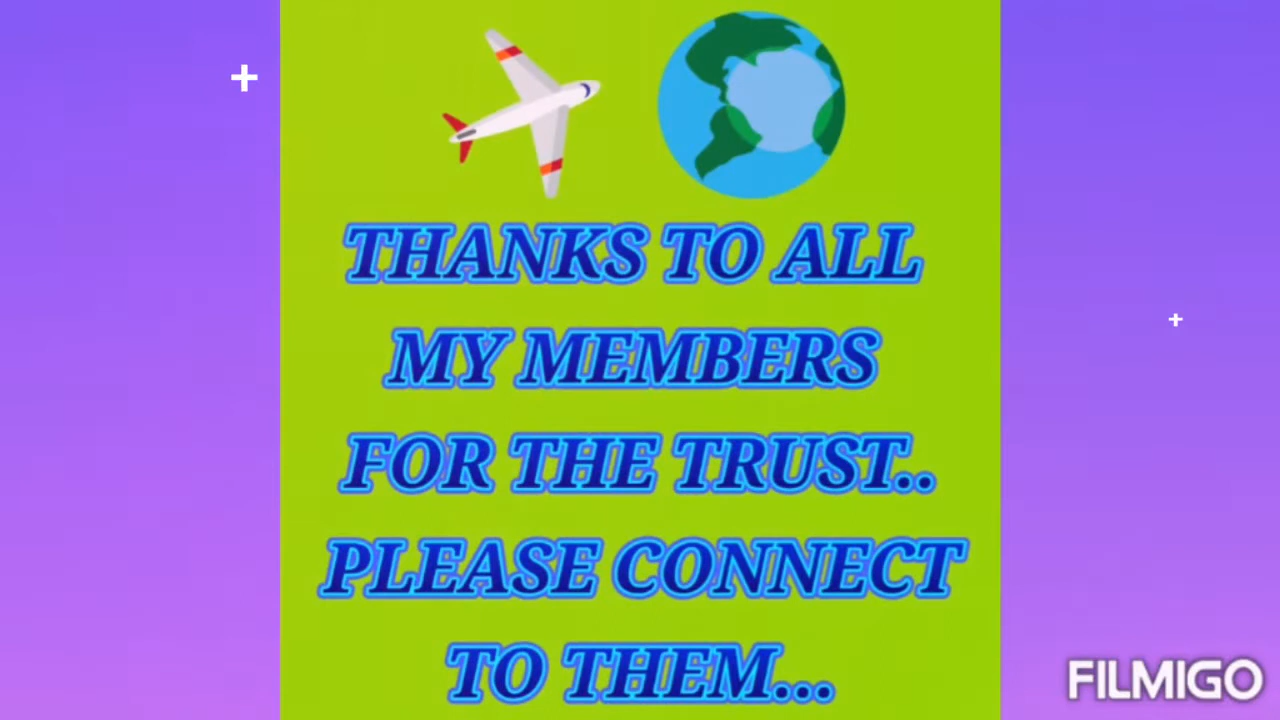 THANKS TO ALL
MY MEMBERS
FOR THE TRUST..
PLEASE CONNECT
TO THEM...
FILMIGO